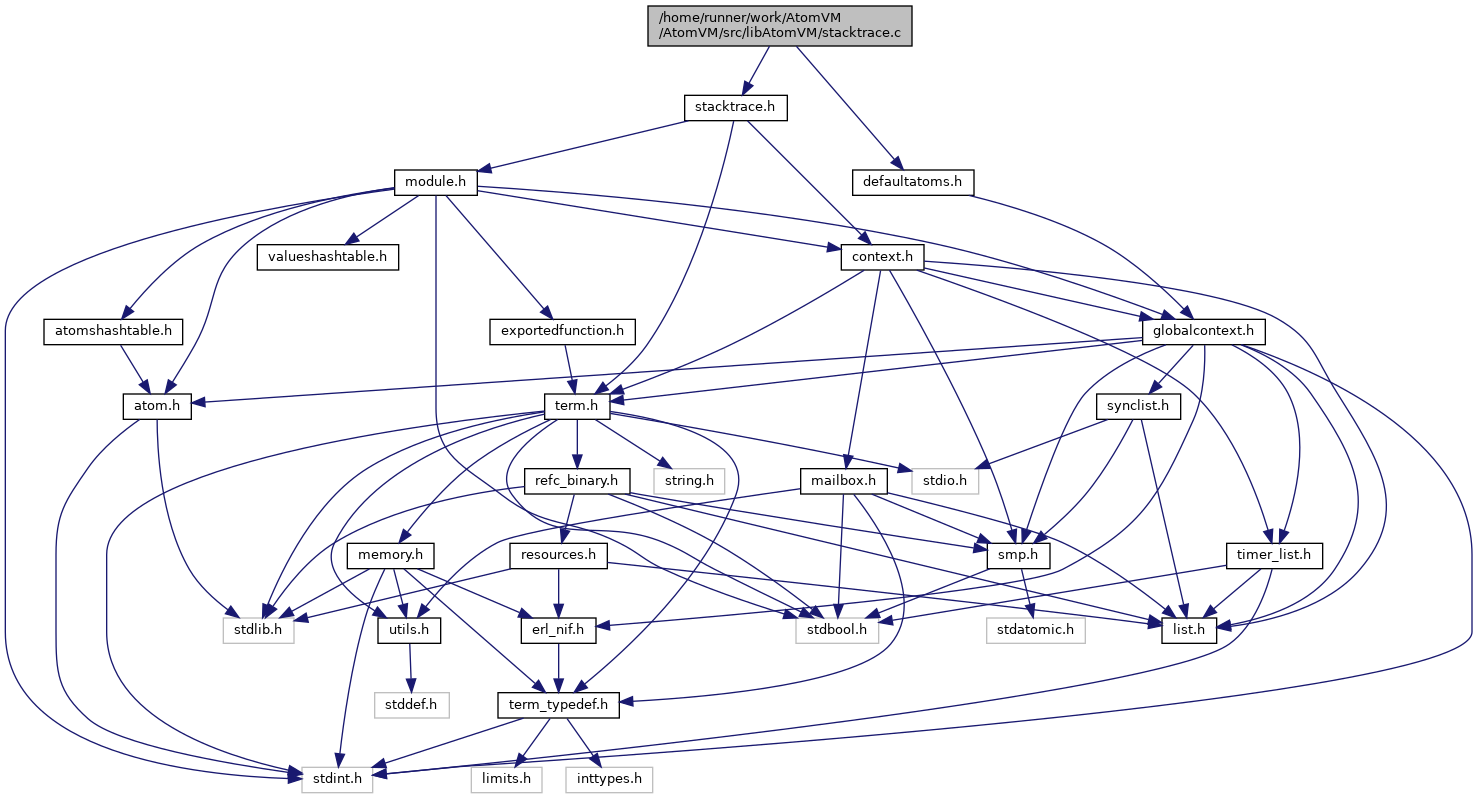 /home/runner/work/AtomVM
/AtomVM/src/libAtomVM/stacktrace.c
stacktrace.h
module.h
defaultatoms.h
valueshashtable.h
context.h
atomshashtable.h
exportedfunction.h
globalcontext.h
atom.h
term.h
synclist.h
refc_binary.h
string.h
mailbox.h
stdio.h
memory.h
resources.h
smp.h
timer_list.h
stdlib.h
utils.h
erl_nif.h
stdbool.h
stdatomic.h
list.h
stddef.h
term_typedef.h
stdint.h
limits.h
inttypes.h